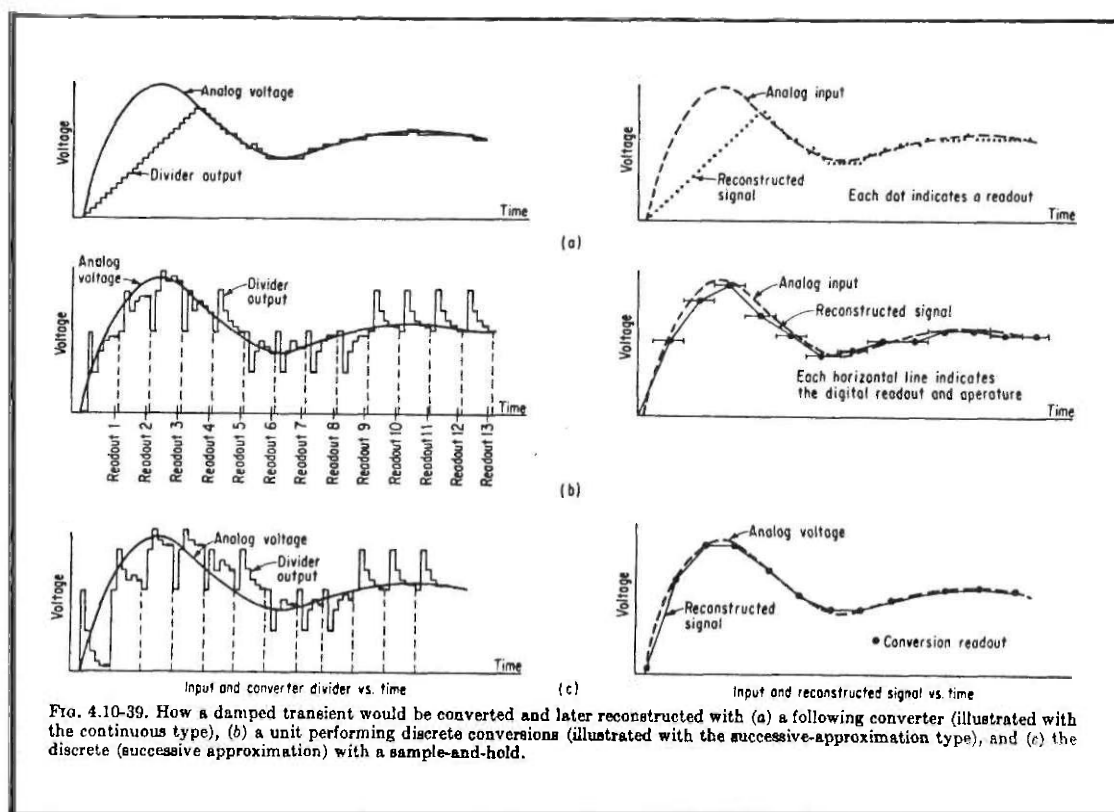 Analog voltage
Voltage
Divider output
Time
Analog input
Voltage
Reconstructed
signal
Each dot indicates a readout
Time
(a)
Analog
voltage
Divider
output
Voltage
Time
Readout 1
Readout 2
Readout 3
Readout 4
Readout 5
Readout 6
Readout 7
Readout 8
Readout 9
Readout 10
Readout 11
Readout 12
Readout 13
Analog input
Reconstructed signal
Voltage
Each horizontal line indicates
the digital readout and aperature
Time
(b)
Analog voltage
Divider
output
Voltage
Time
Input and converter divider vs. time
Analog voltage
Voltage
Reconstructed
signal
Conversion readout
Time
(c)
Input and reconstructed signal vs. time
FIG. 4.10-39. How a damped transient would be converted and later reconstructed with (a) a following converter (illustrated with
the continuous type), (b) a unit performing discrete conversions (illustrated with the successive-approximation type), and (c) the
discrete (successive approximation) with a sample-and-hold.